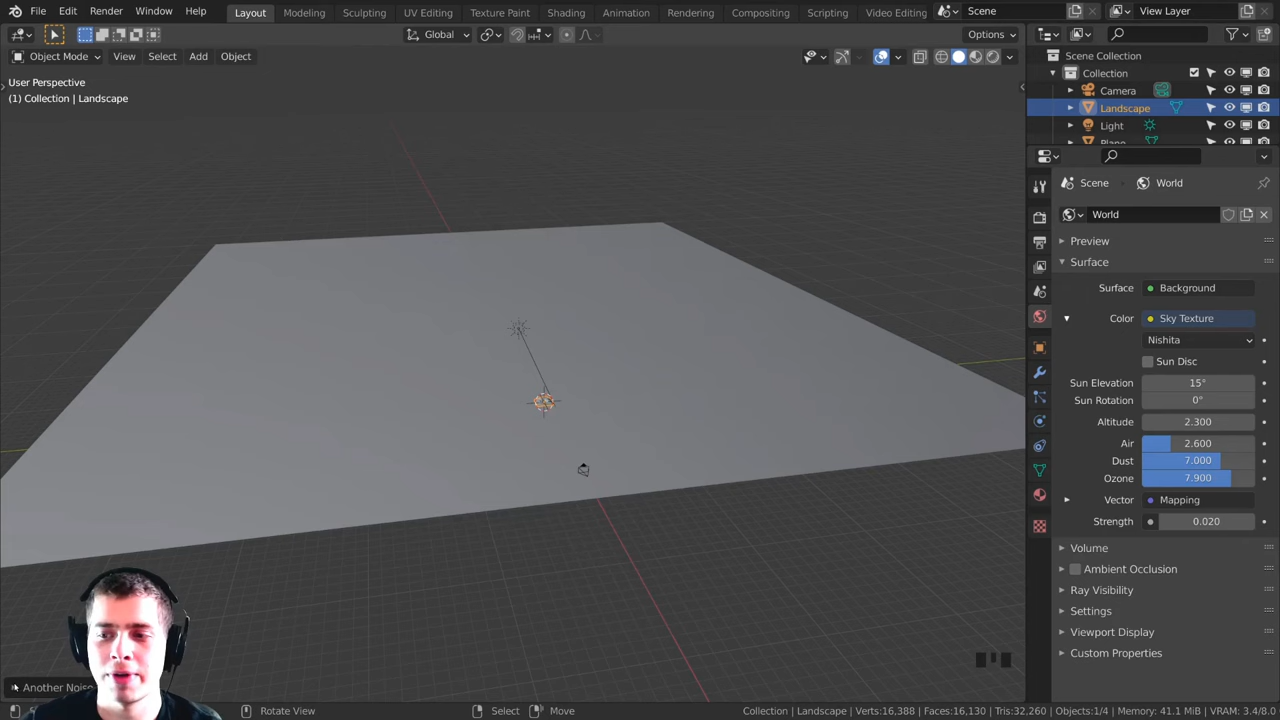 File Edit Render Window Help Layout Modeling Sculpting UV Editing Texture Paint Shading Animation Rendering Compositing Scripting Video Editing Scene View Layer
Global Options
Object Mode View Select Add Object
User Perspective
(1) Collection | Landscape
Scene Collection
Collection
Camera
Landscape
Light
Plane
Scene World
World
Preview
Surface
Surface Background
Color Sky Texture
Nishita
Sun Disc
Sun Elevation 15°
Sun Rotation 0°
Altitude 2.300
Air 2.600
Dust 7.000
Ozone 7.900
Vector Mapping
Strength 0.020
Volume
Ambient Occlusion
Ray Visibility
Settings
Viewport Display
Custom Properties
Another Noise
Rotate View Select Move Collection | Landscape | Verts:16,388 | Faces:16,130 | Tris:32,260 | Objects:1/4 | Memory: 41.1 MiB | VRAM: 3.4/8.0